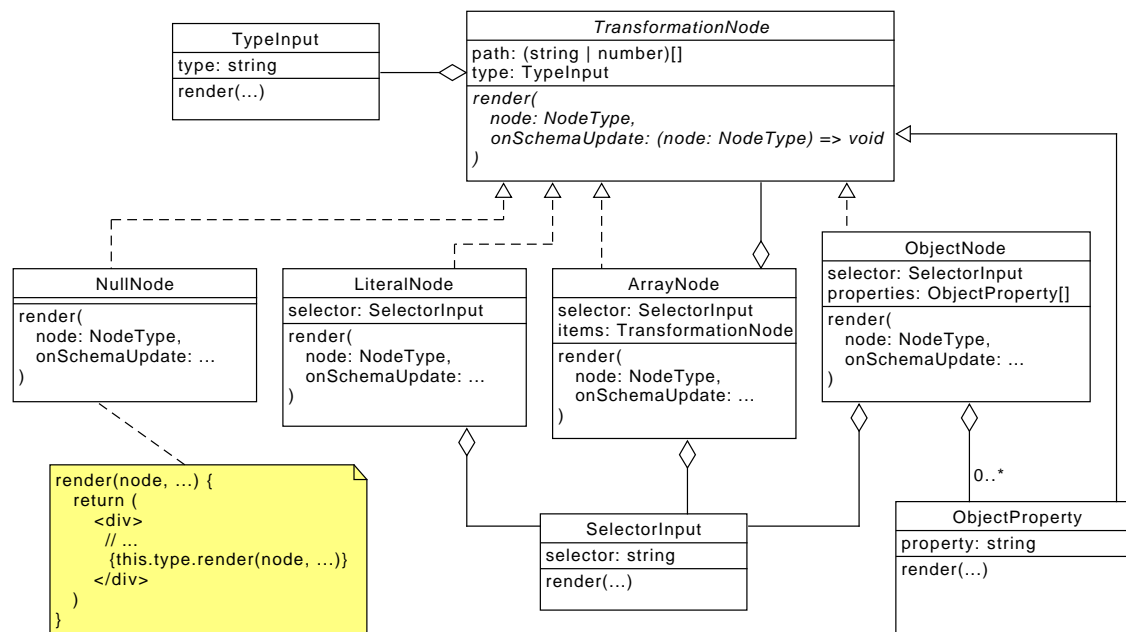 TypeInput
type: string
render(...)
TransformationNode
path: (string | number)[]
type: TypeInput
render(
node: NodeType,
onSchemaUpdate: (node: NodeType) => void
)
NullNode
render(
node: NodeType,
onSchemaUpdate: ...
)
LiteralNode
selector: SelectorInput
render(
node: NodeType,
onSchemaUpdate: ...
)
ArrayNode
selector: SelectorInput
items: TransformationNode
render(
node: NodeType,
onSchemaUpdate: ...
)
ObjectNode
selector: SelectorInput
properties: ObjectProperty[]
render(
node: NodeType,
onSchemaUpdate: ...
)
render(node, ...) {
return (
<div>
// ...
{this.type.render(node, ...)}
</div>
)
}
SelectorInput
selector: string
render(...)
0..*
ObjectProperty
property: string
render(...)